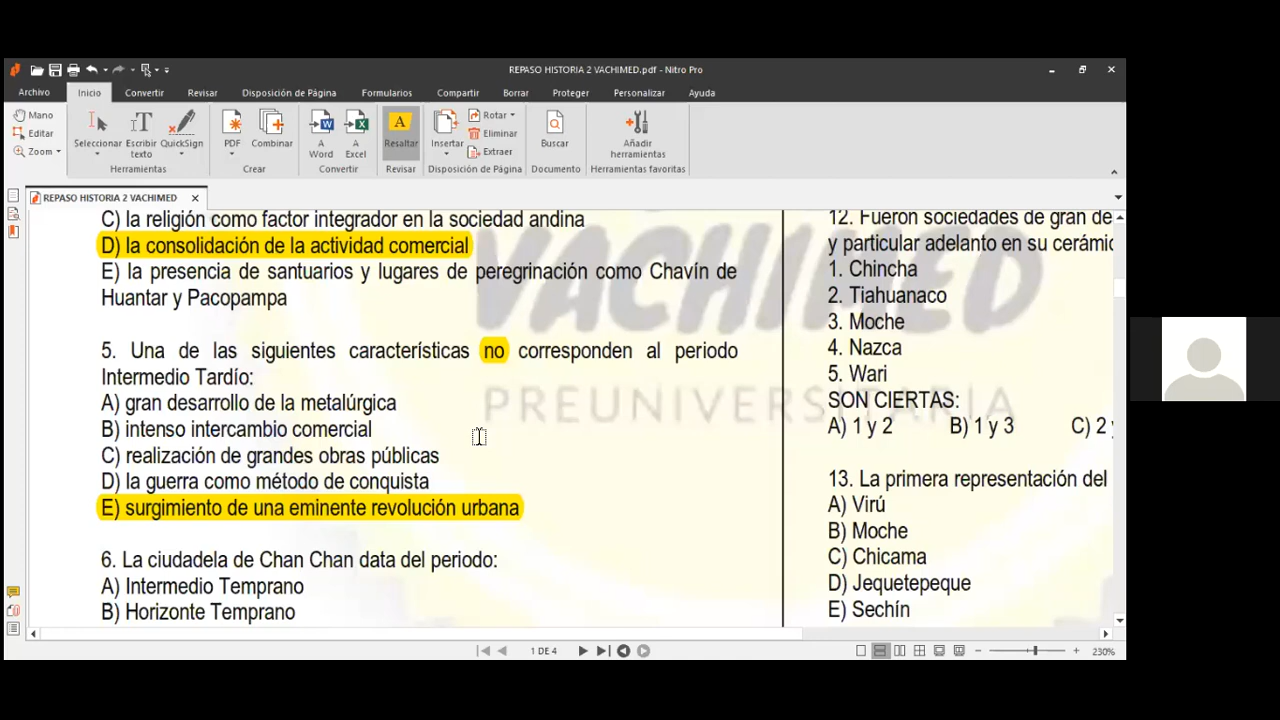 REPASO HISTORIA 2 VACHIMED.pdf - Nitro Pro
Archivo Inicio Convertir Revisar Disposición de Página Formularios Compartir Borrar Proteger Personalizar Ayuda
Mano
Editar
Zoom
Seleccionar
Escribir texto
QuickSign
Herramientas
PDF
Combinar
Crear
A Word
A Excel
Convertir
Resaltar
Revisar
Insertar
Rotar
Eliminar
Extraer
Disposición de Página
Buscar
Documento
Añadir herramientas
Herramientas favoritas
REPASO HISTORIA 2 VACHIMED
C) la religión como factor integrador en la sociedad andina
D) la consolidación de la actividad comercial
E) la presencia de santuarios y lugares de peregrinación como Chavín de
Huantar y Pacopampa
5. Una de las siguientes características no corresponden al periodo
Intermedio Tardío:
A) gran desarrollo de la metalúrgica
B) intenso intercambio comercial
C) realización de grandes obras públicas
D) la guerra como método de conquista
E) surgimiento de una eminente revolución urbana
6. La ciudadela de Chan Chan data del periodo:
A) Intermedio Temprano
B) Horizonte Temprano
12. Fueron sociedades de gran de
y particular adelanto en su cerámic
1. Chincha
2. Tiahuanaco
3. Moche
4. Nazca
5. Wari
SON CIERTAS:
A) 1 y 2 B) 1 y 3 C) 2 y
13. La primera representación del
A) Virú
B) Moche
C) Chicama
D) Jequetepeque
E) Sechín
VACHIMED
PREUNIVERSITARIA
1 DE 4
230%